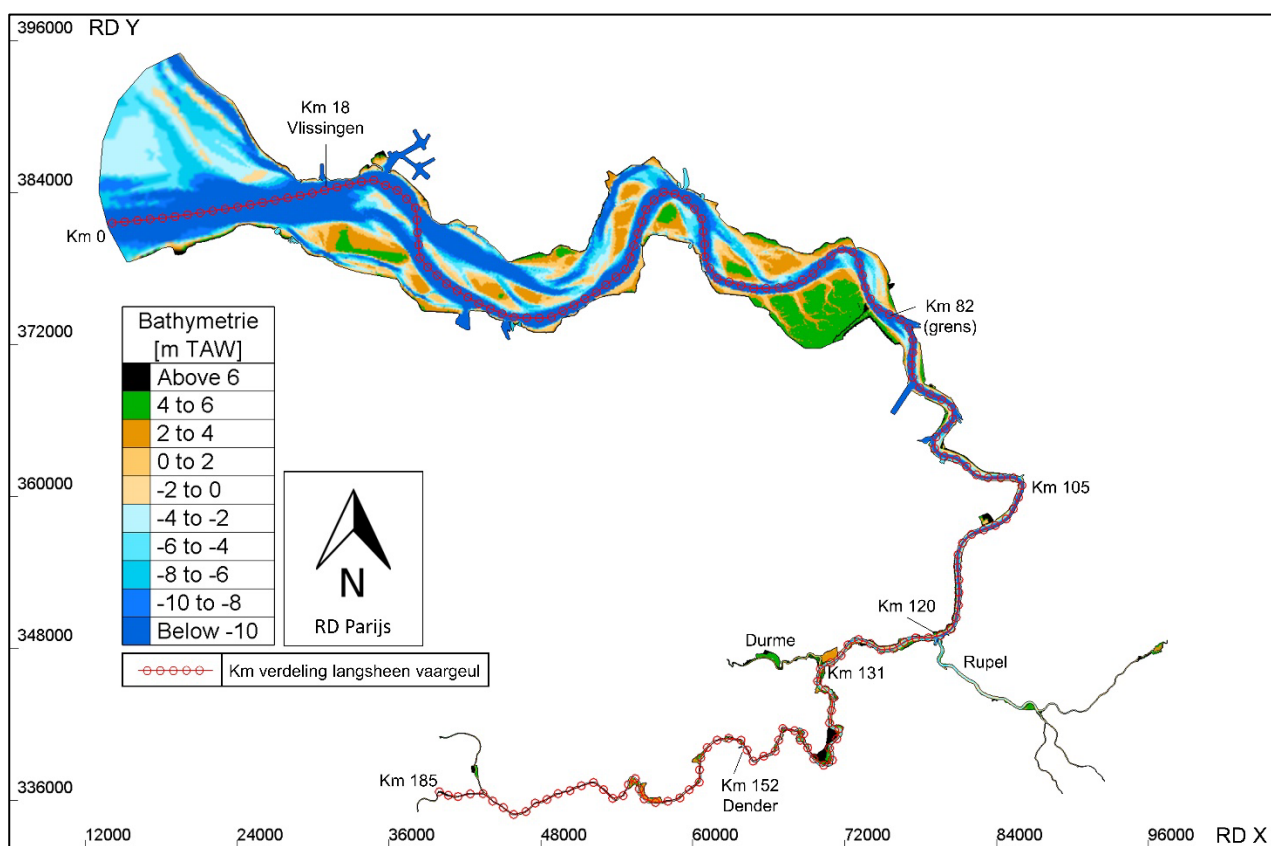 396000
RD Y
Km 18
Vlissingen
384000
Km 0
Km 82
(grens)
372000
Bathymetrie
[m TAW]
Above 6
4 to 6
2 to 4
0 to 2
-2 to 0
-4 to -2
-6 to -4
-8 to -6
-10 to -8
Below -10
N
RD Parijs
Km verdeling langsheen vaargeul
360000
Km 105
348000
Km 120
Durme
Km 131
Rupel
Km 185
Km 152
Dender
336000
12000
24000
36000
48000
60000
72000
84000
96000
RD X